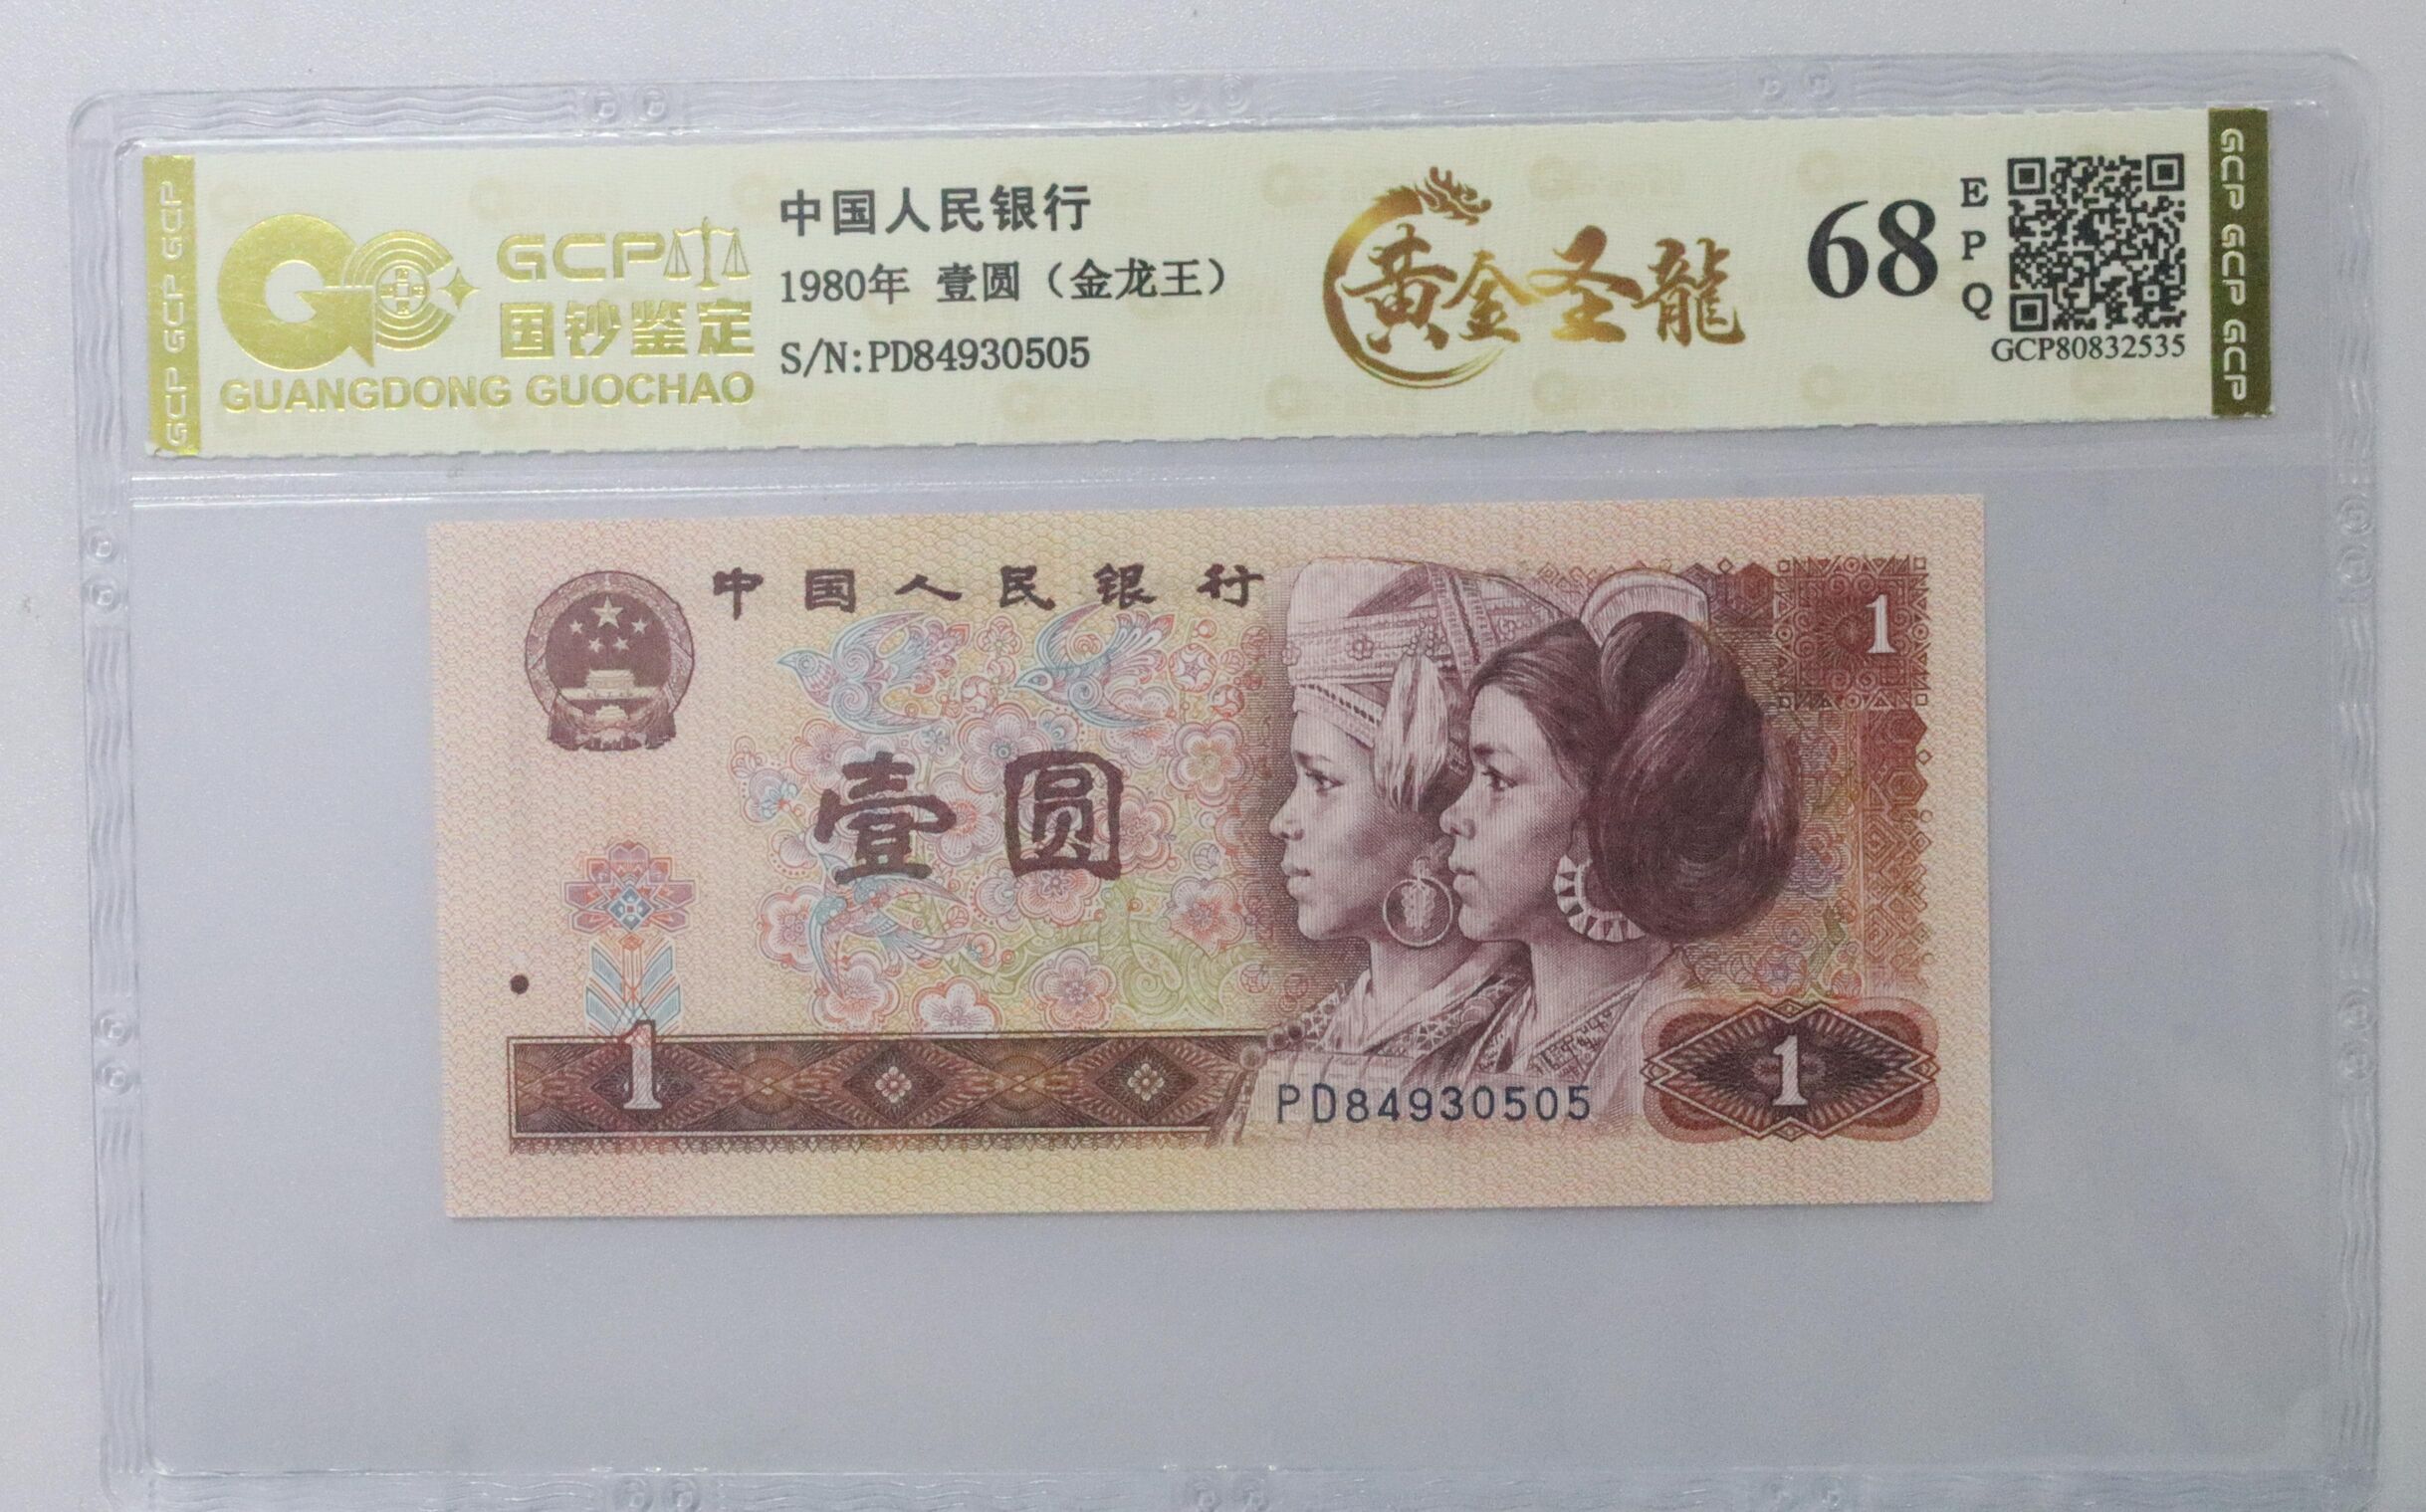 GCP GCP GCP
GCP
国钞鉴定
GUANGDONG GUOCHAO
中国人民银行
1980年 壹圆（金龙王）
S/N:PD84930505
黄金圣龍
68
EPQ
GCP80832535
GCP GCP GCP
中国人民银行
1
壹圆
1
PD84930505
1